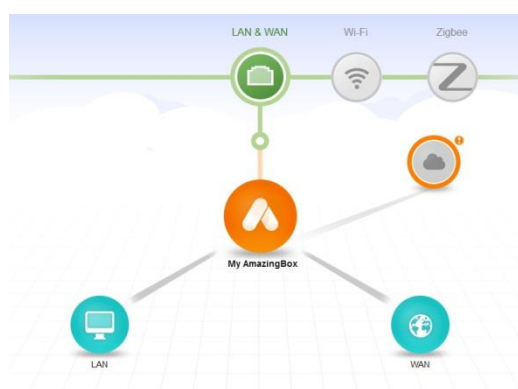 LAN & WAN
Wi-Fi
Zigbee
My AmazingBox
LAN
WAN